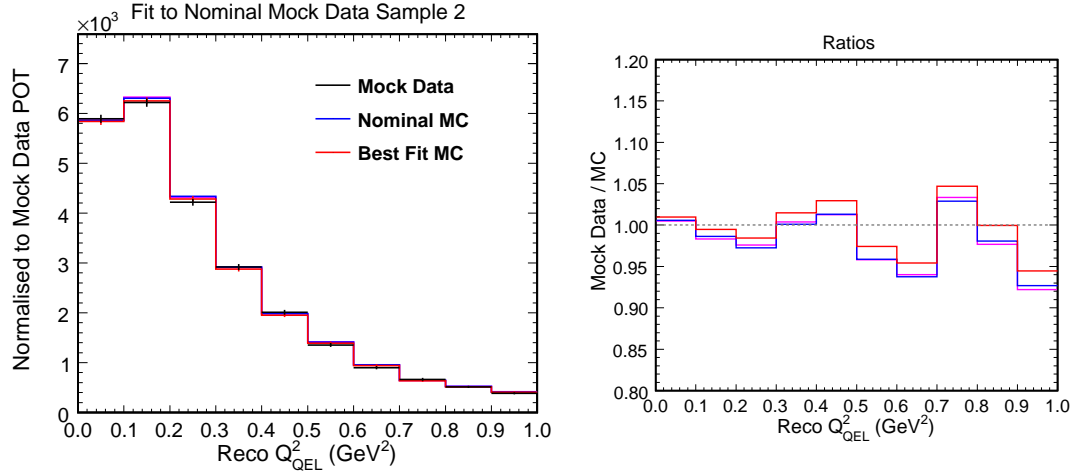 Fit to Nominal Mock Data Sample 2
×10³
Normalised to Mock Data POT
7
6
5
4
3
2
1
0
Mock Data
Nominal MC
Best Fit MC
0.0 0.1 0.2 0.3 0.4 0.5 0.6 0.7 0.8 0.9 1.0
Reco Q²QEL (GeV²)
Ratios
Mock Data / MC
1.20
1.15
1.10
1.05
1.00
0.95
0.90
0.85
0.80
0.0 0.1 0.2 0.3 0.4 0.5 0.6 0.7 0.8 0.9 1.0
Reco Q²QEL (GeV²)